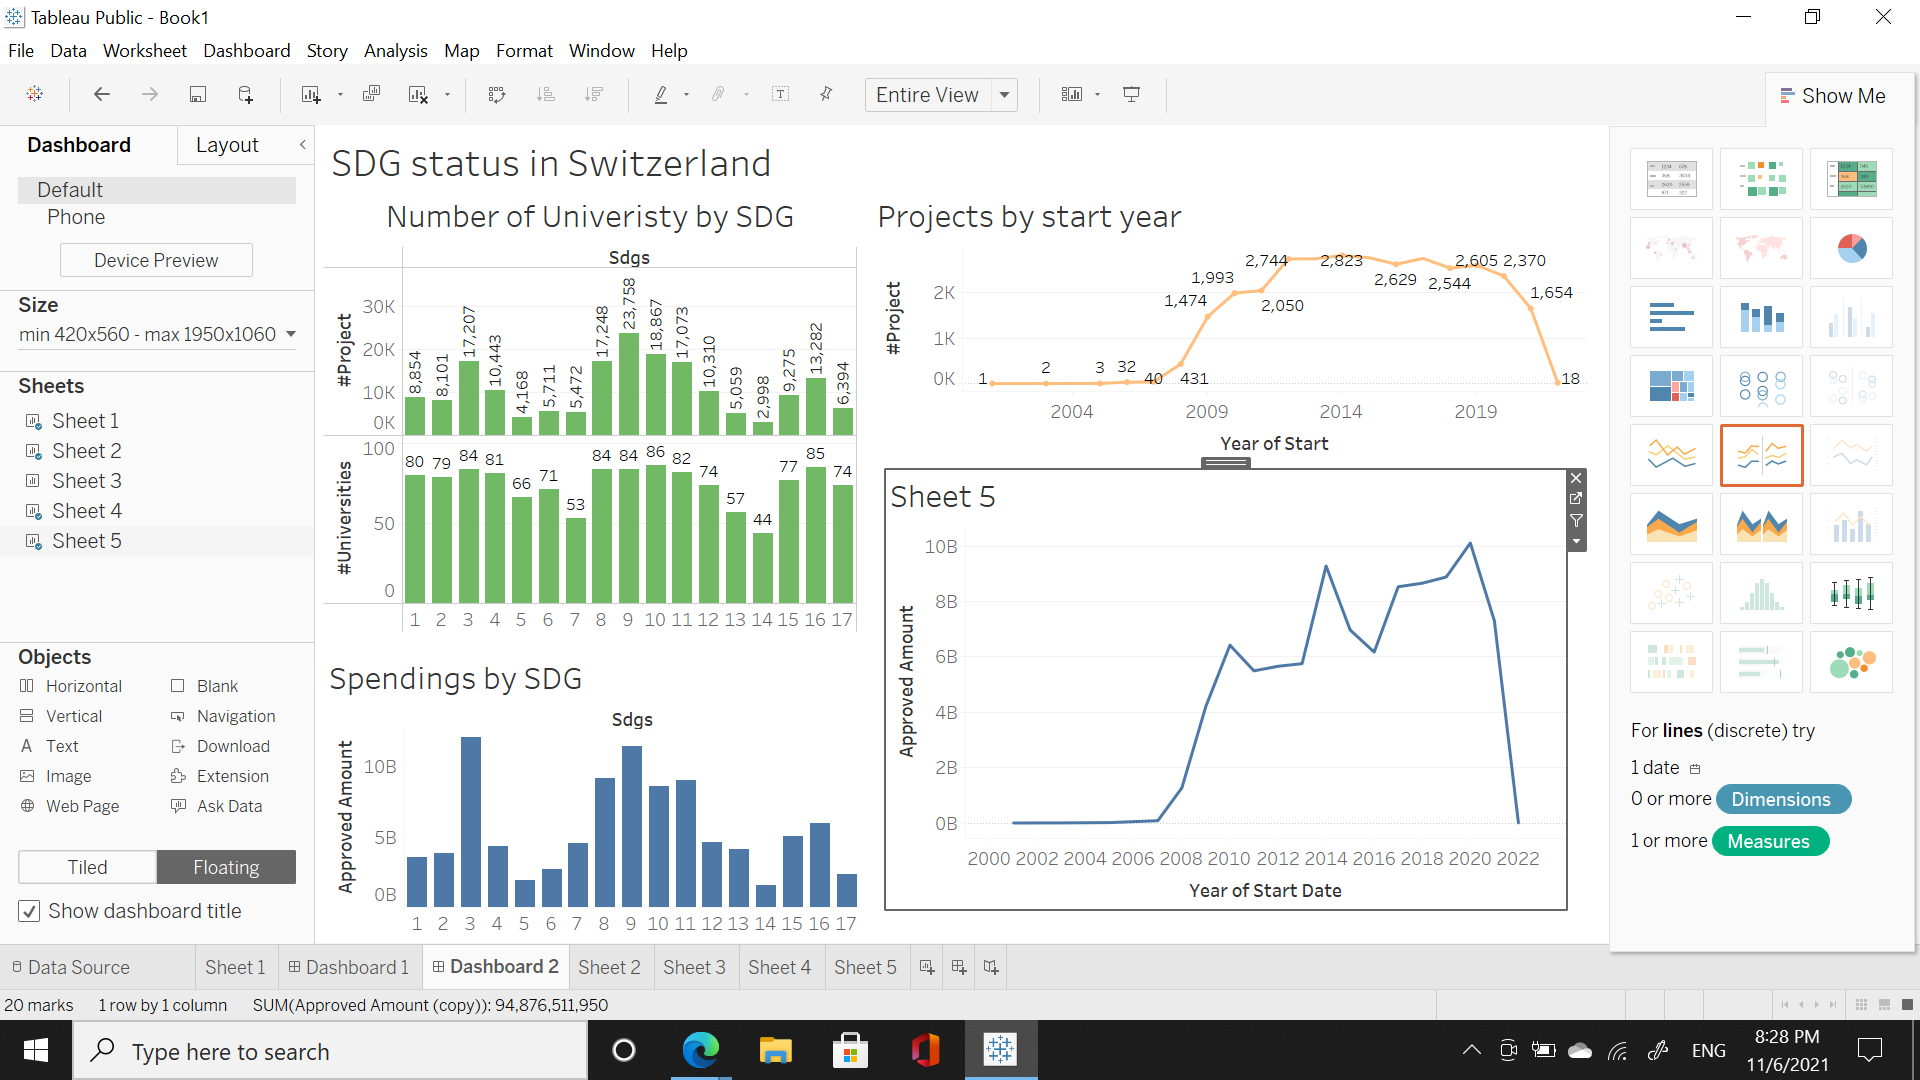 Tableau Public - Book1
File Data Worksheet Dashboard Story Analysis Map Format Window Help
Entire View
Show Me
Dashboard Layout
Default
Phone
Device Preview
Size
min 420x560 - max 1950x1060
Sheets
Sheet 1
Sheet 2
Sheet 3
Sheet 4
Sheet 5
Objects
Horizontal Blank
Vertical Navigation
Text Download
Image Extension
Web Page Ask Data
Tiled Floating
Show dashboard title
SDG status in Switzerland
Number of Univeristy by SDG
Sdgs
#Project
30K
20K
10K
0K
8,854 8,101 17,207 10,443 4,168 5,711 5,472 17,248 23,758 18,867 17,073 10,310 5,059 2,998 9,275 13,282 6,394
#Universities
100
50
0
80 79 84 81 66 71 53 84 84 86 82 74 57 44 77 85 74
1 2 3 4 5 6 7 8 9 10 11 12 13 14 15 16 17
Projects by start year
#Project
2K
1K
0K
1 2 3 32 40 431 1,474 1,993 2,050 2,744 2,823 2,629 2,544 2,605 2,370 1,654 18
2004 2009 2014 2019
Year of Start
Spendings by SDG
Sdgs
Approved Amount
10B
5B
0B
1 2 3 4 5 6 7 8 9 10 11 12 13 14 15 16 17
Sheet 5
Approved Amount
10B
8B
6B
4B
2B
0B
2000 2002 2004 2006 2008 2010 2012 2014 2016 2018 2020 2022
Year of Start Date
For lines (discrete) try
1 date
0 or more Dimensions
1 or more Measures
Data Source Sheet 1 Dashboard 1 Dashboard 2 Sheet 2 Sheet 3 Sheet 4 Sheet 5
20 marks 1 row by 1 column SUM(Approved Amount (copy)): 94,876,511,950
Type here to search
ENG
8:28 PM
11/6/2021